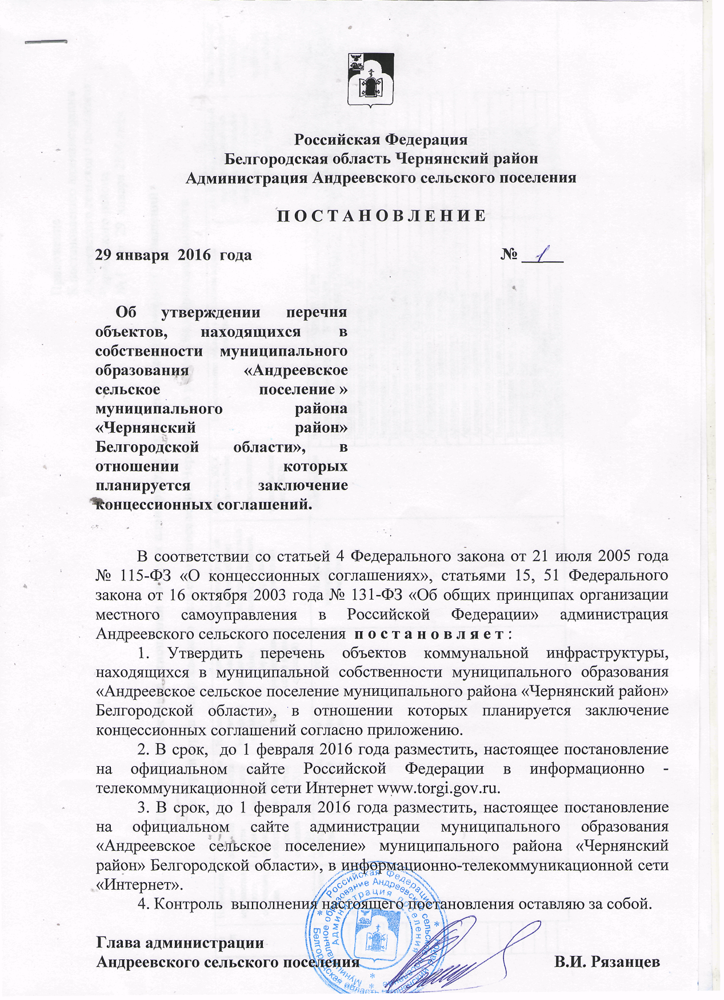 Российская Федерация
Белгородская область Чернянский район
Администрация Андреевского сельского поселения
П О С Т А Н О В Л Е Н И Е
29 января 2016 года № 1
Об утверждении перечня
объектов, находящихся в
собственности муниципального
образования «Андреевское
сельское поселение »
муниципального района
«Чернянский район»
Белгородской области», в
отношении которых
планируется заключение
концессионных соглашений.
В соответствии со статьей 4 Федерального закона от 21 июля 2005 года
№ 115-ФЗ «О концессионных соглашениях», статьями 15, 51 Федерального
закона от 16 октября 2003 года № 131-ФЗ «Об общих принципах организации
местного самоуправления в Российской Федерации» администрация
Андреевского сельского поселения п о с т а н о в л я е т :
1. Утвердить перечень объектов коммунальной инфраструктуры,
находящихся в муниципальной собственности муниципального образования
«Андреевское сельское поселение муниципального района «Чернянский район»
Белгородской области», в отношении которых планируется заключение
концессионных соглашений согласно приложению.
2. В срок, до 1 февраля 2016 года разместить, настоящее постановление
на официальном сайте Российской Федерации в информационно -
телекоммуникационной сети Интернет www.torgi.gov.ru.
3. В срок, до 1 февраля 2016 года разместить, настоящее постановление
на официальном сайте администрации муниципального образования
«Андреевское сельское поселение» муниципального района «Чернянский
район» Белгородской области», в информационно-телекоммуникационной сети
«Интернет».
4. Контроль выполнения настоящего постановления оставляю за собой.
Глава администрации
Андреевского сельского поселения В.И. Рязанцев
Российская Федерация
Белгородская область Чернянский район
Муниципальное образование Андреевское сельское поселение
Администрация поселения